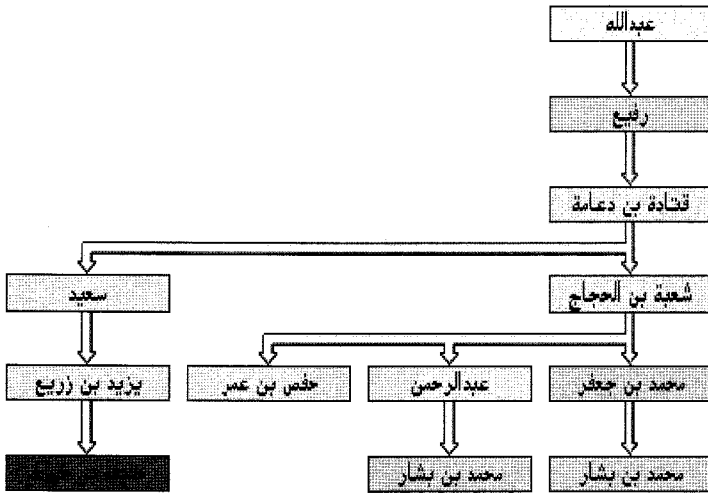 عبدالله
رفيع
قتادة بن دعامة
شعبة بن الحجاج
سعيد
محمد بن جعفر
عبدالرحمن
حفص بن عمر
يزيد بن زريع
محمد بن بشار
محمد بن بشار